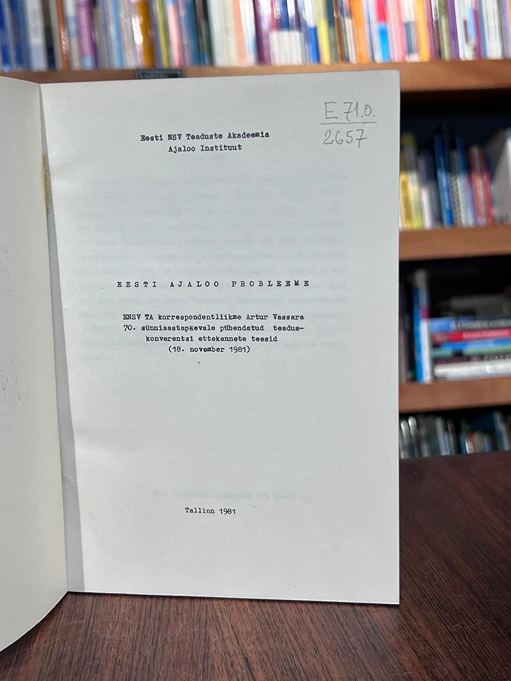 E 71.0.
2657
Eesti NSV Teaduste Akadeemia
Ajaloo Instituut
EESTI AJALOO PROBLEEME
ENSV TA korrespondentliikme Artur Vassara
70. sünniaastapäevale pühendatud teadus-
konverentsi ettekannete teesid
(18. november 1981)
Tallinn 1981